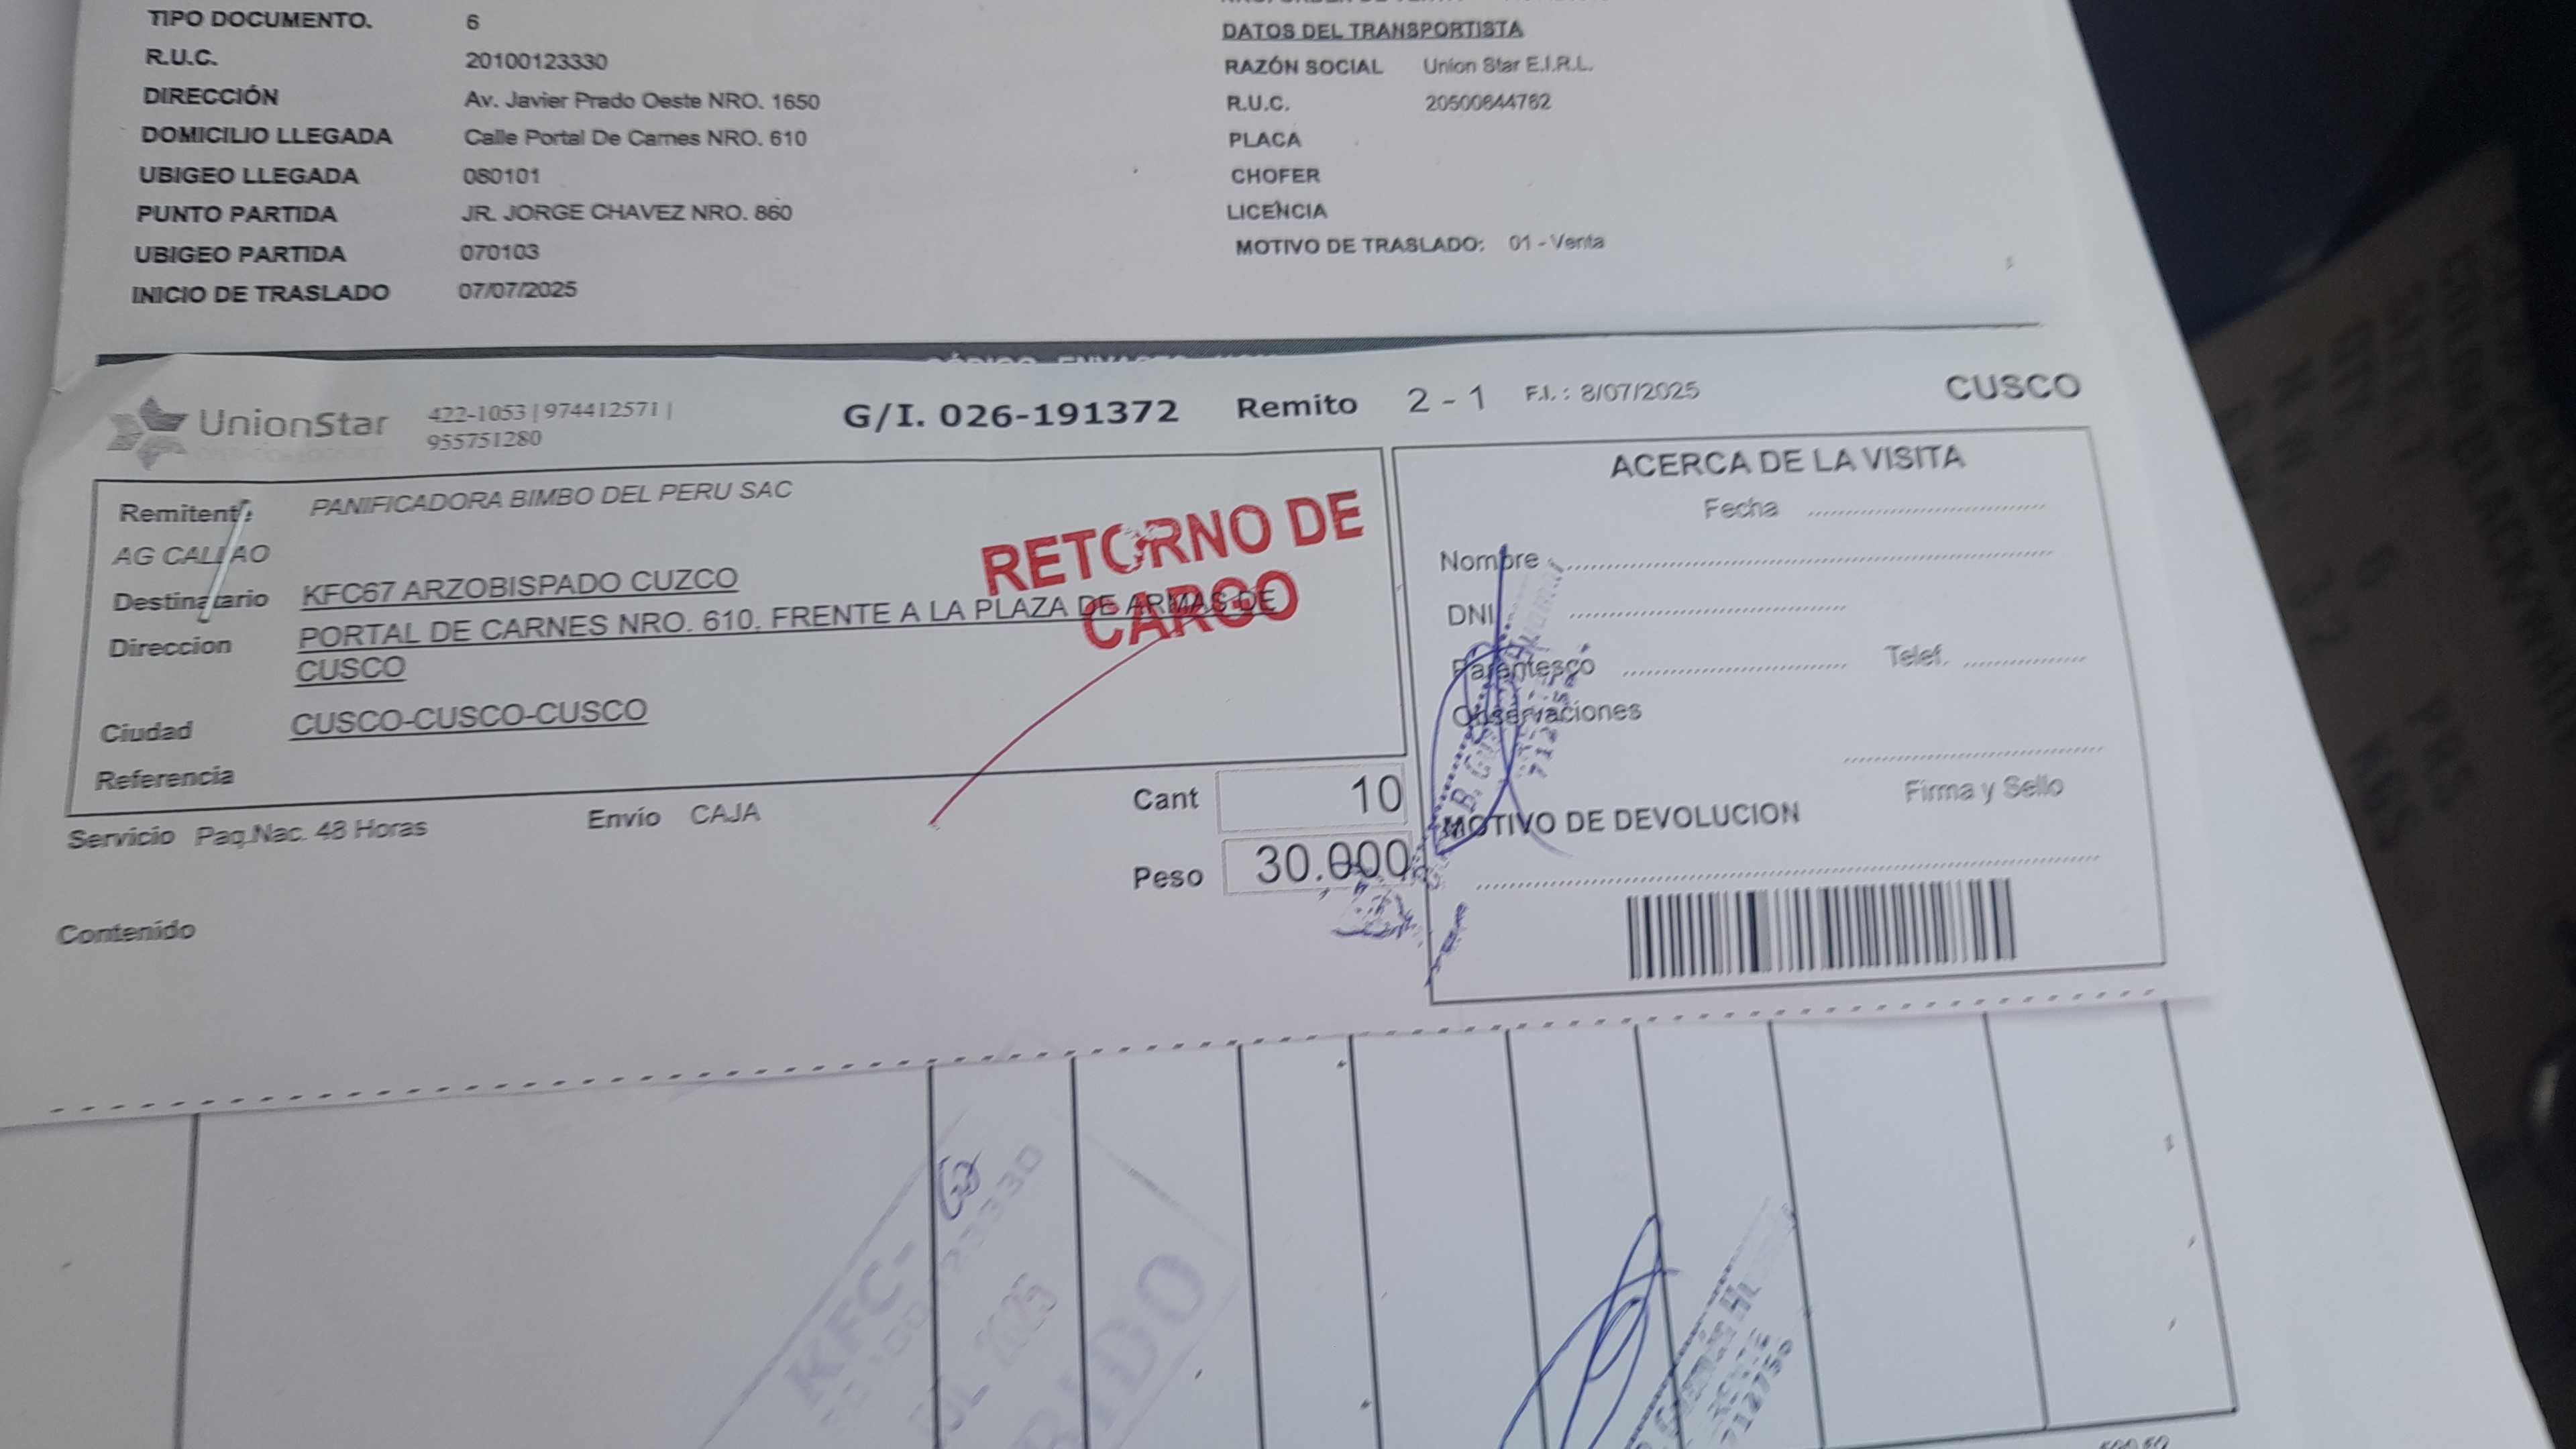 TIPO DOCUMENTO. 6
R.U.C. 20100123330
DIRECCIÓN Av. Javier Prado Oeste NRO. 1650
DOMICILIO LLEGADA Calle Portal De Carnes NRO. 610
UBIGEO LLEGADA 080101
PUNTO PARTIDA JR. JORGE CHAVEZ NRO. 860
UBIGEO PARTIDA 070103
INICIO DE TRASLADO 07/07/2025
DATOS DEL TRANSPORTISTA
RAZÓN SOCIAL Union Star E.I.R.L.
R.U.C. 20500644762
PLACA
CHOFER
LICENCIA
MOTIVO DE TRASLADO: 01 - Venta
UnionStar
422-1053 | 974412571 |
955751280
G/I. 026-191372 Remito 2 - 1 F.I. : 8/07/2025 CUSCO
Remitente PANIFICADORA BIMBO DEL PERU SAC
AG CALLAO
Destinatario KFC67 ARZOBISPADO CUZCO
Direccion PORTAL DE CARNES NRO. 610, FRENTE A LA PLAZA DE ARMAS DE
CUSCO
Ciudad CUSCO-CUSCO-CUSCO
Referencia
RETORNO DE
CARGO
Servicio Paq.Nac. 48 Horas Envío CAJA
Cant 10
Peso 30.000
Contenido
ACERCA DE LA VISITA
Fecha
Nombre
DNI
Parentesco Telef.
Observaciones
Firma y Sello
MOTIVO DE DEVOLUCION
KFC-
2025